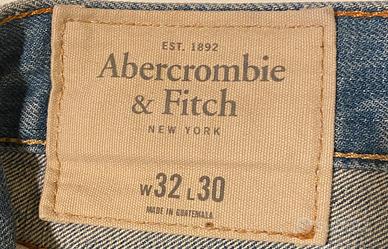 EST. 1892
Abercrombie
& Fitch
NEW YORK
W32 L30
MADE IN GUATEMALA